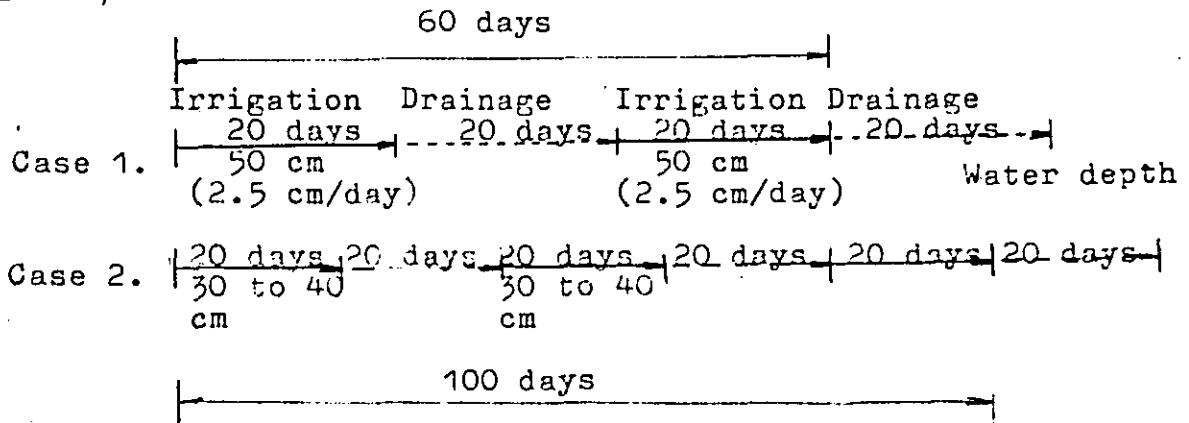 60 days
Irrigation Drainage Irrigation Drainage
20 days 20 days 20 days 20 days
Case 1. 50 cm 50 cm Water depth
(2.5 cm/day) (2.5 cm/day)
Case 2. 20 days 20 days 20 days 20 days 20 days 20 days
30 to 40 30 to 40
cm cm
100 days